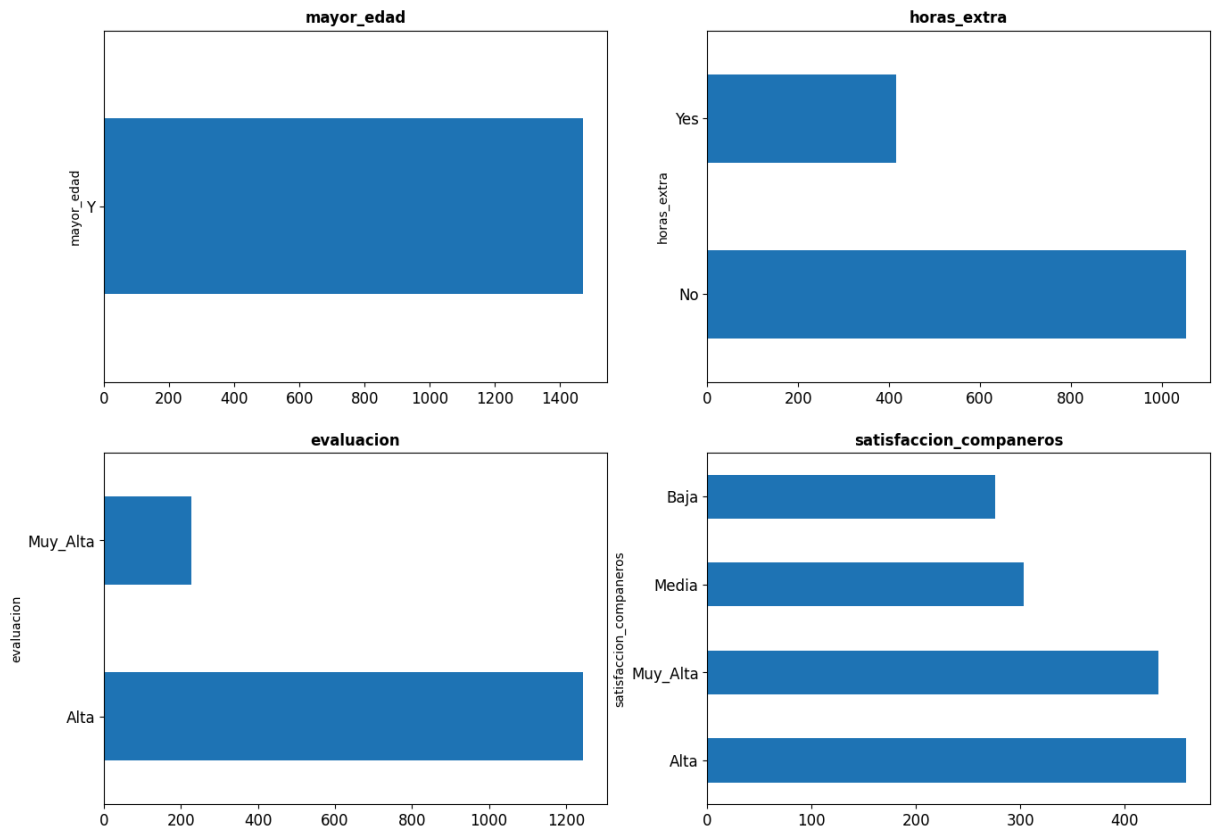 mayor_edad
mayor_edad
Y
0 200 400 600 800 1000 1200 1400
horas_extra
horas_extra
Yes
No
0 200 400 600 800 1000
evaluacion
evaluacion
Muy_Alta
Alta
0 200 400 600 800 1000 1200
satisfaccion_companeros
satisfaccion_companeros
Baja
Media
Muy_Alta
Alta
0 100 200 300 400